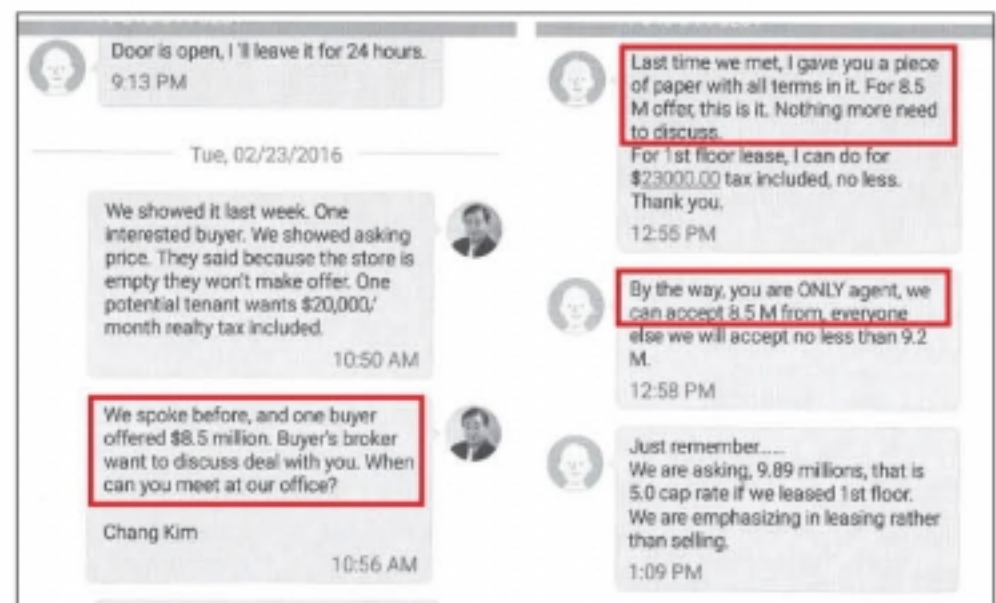 Door is open, I 'll leave it for 24 hours.
9:13 PM
Tue, 02/23/2016
We showed it last week. One
interested buyer. We showed asking
price. They said because the store is
empty they won't make offer. One
potential tenant wants $20,000/
month realty tax included.
10:50 AM
We spoke before, and one buyer
offered $8.5 million. Buyer's broker
want to discuss deal with you. When
can you meet at our office?
Chang Kim
10:56 AM
Last time we met, I gave you a piece
of paper with all terms in it. For 8.5
M offer, this is it. Nothing more need
to discuss.
For 1st floor lease, I can do for
$23000.00 tax included, no less.
Thank you.
12:55 PM
By the way, you are ONLY agent, we
can accept 8.5 M from, everyone
else we will accept no less than 9.2
M.
12:58 PM
Just remember.....
We are asking, 9.89 millions, that is
5.0 cap rate if we leased 1st floor.
We are emphasizing in leasing rather
than selling.
1:09 PM